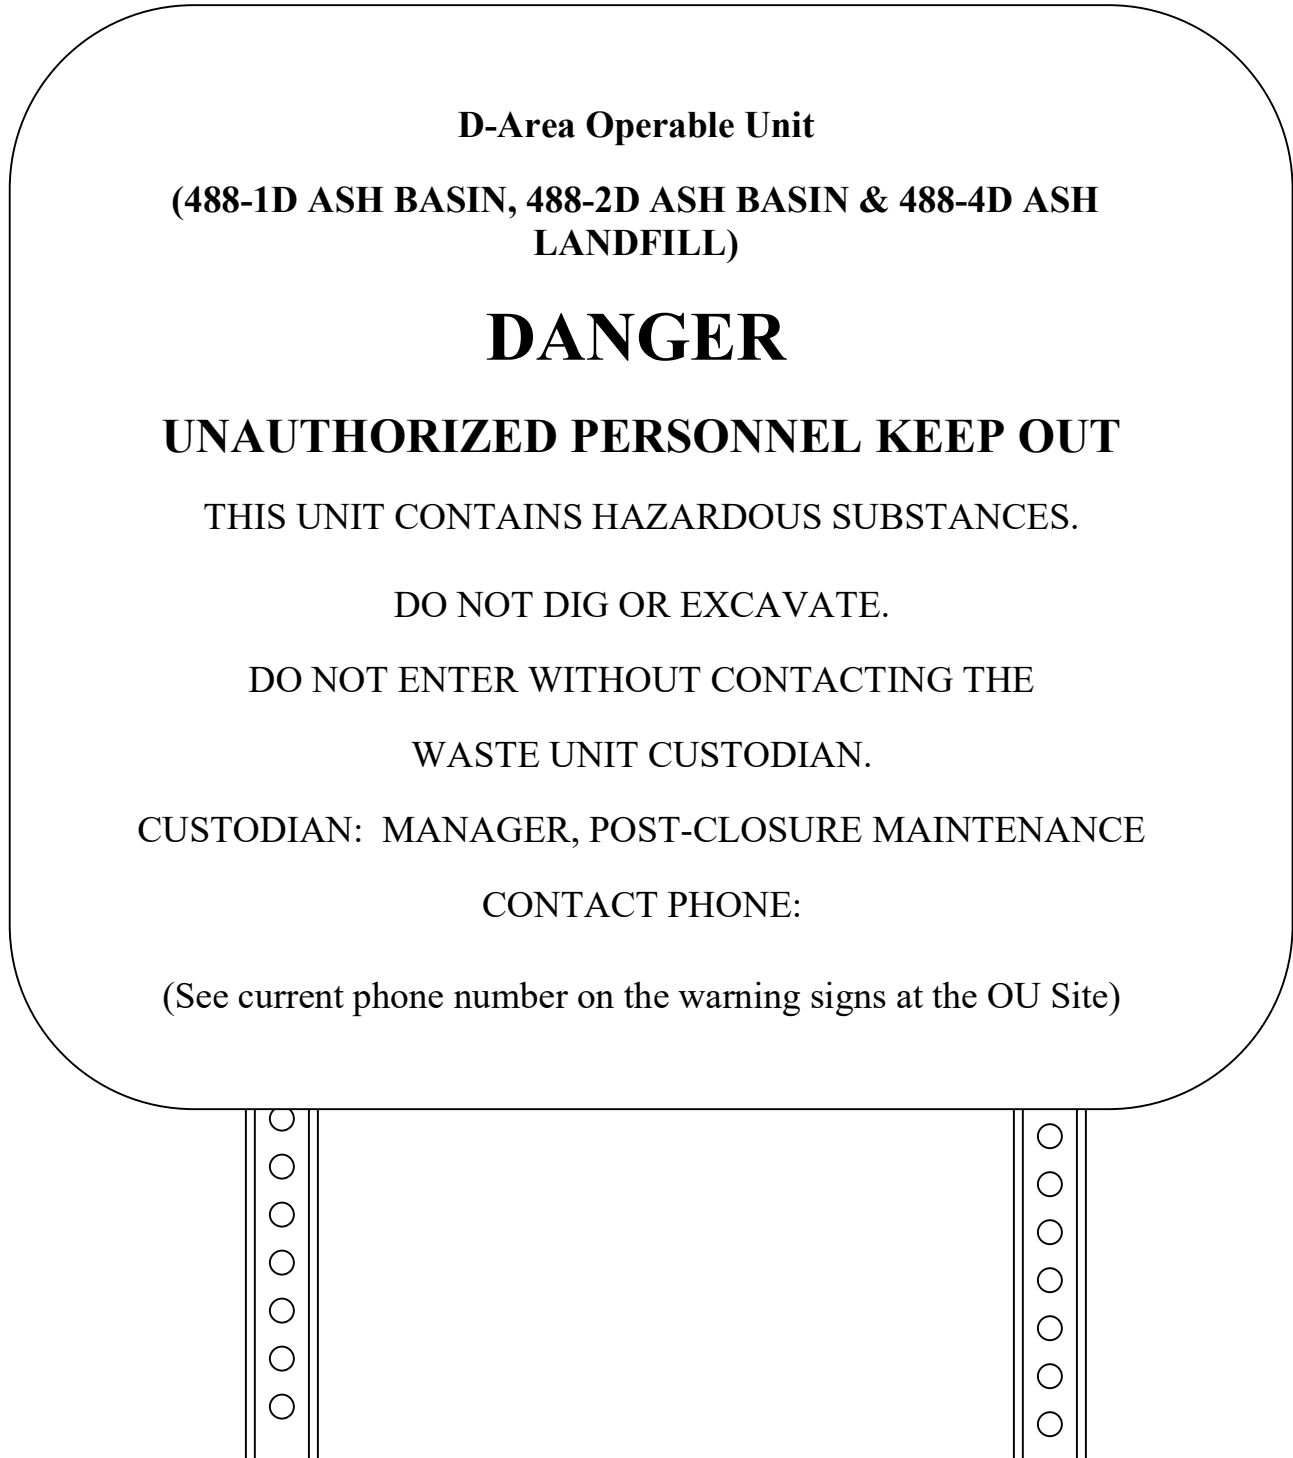 D-Area Operable Unit
(488-1D ASH BASIN, 488-2D ASH BASIN & 488-4D ASH
LANDFILL)
DANGER
UNAUTHORIZED PERSONNEL KEEP OUT
THIS UNIT CONTAINS HAZARDOUS SUBSTANCES.
DO NOT DIG OR EXCAVATE.
DO NOT ENTER WITHOUT CONTACTING THE
WASTE UNIT CUSTODIAN.
CUSTODIAN:  MANAGER, POST-CLOSURE MAINTENANCE
CONTACT PHONE:
(See current phone number on the warning signs at the OU Site)